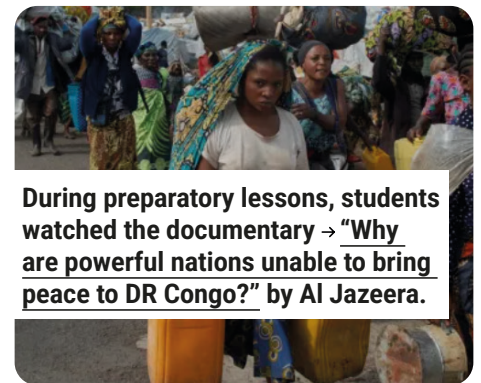 During preparatory lessons, students
watched the documentary → “Why
are powerful nations unable to bring
peace to DR Congo?” by Al Jazeera.